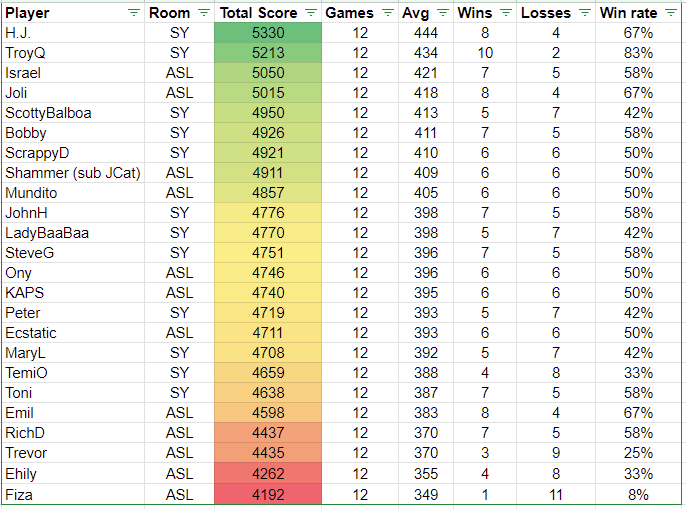 Player Room Total Score Games Avg Wins Losses Win rate
H.J. SY 5330 12 444 8 4 67%
TroyQ SY 5213 12 434 10 2 83%
Israel ASL 5050 12 421 7 5 58%
Joli ASL 5015 12 418 8 4 67%
ScottyBalboa SY 4950 12 413 5 7 42%
Bobby SY 4926 12 411 7 5 58%
ScrappyD SY 4921 12 410 6 6 50%
Shammer (sub JCat) ASL 4911 12 409 6 6 50%
Mundito ASL 4857 12 405 6 6 50%
JohnH SY 4776 12 398 7 5 58%
LadyBaaBaa SY 4770 12 398 5 7 42%
SteveG SY 4751 12 396 7 5 58%
Ony ASL 4746 12 396 6 6 50%
KAPS ASL 4740 12 395 6 6 50%
Peter SY 4719 12 393 5 7 42%
Ecstatic ASL 4711 12 393 6 6 50%
MaryL SY 4708 12 392 5 7 42%
TemiO SY 4659 12 388 4 8 33%
Toni SY 4638 12 387 7 5 58%
Emil ASL 4598 12 383 8 4 67%
RichD ASL 4437 12 370 7 5 58%
Trevor ASL 4435 12 370 3 9 25%
Ehily ASL 4262 12 355 4 8 33%
Fiza ASL 4192 12 349 1 11 8%